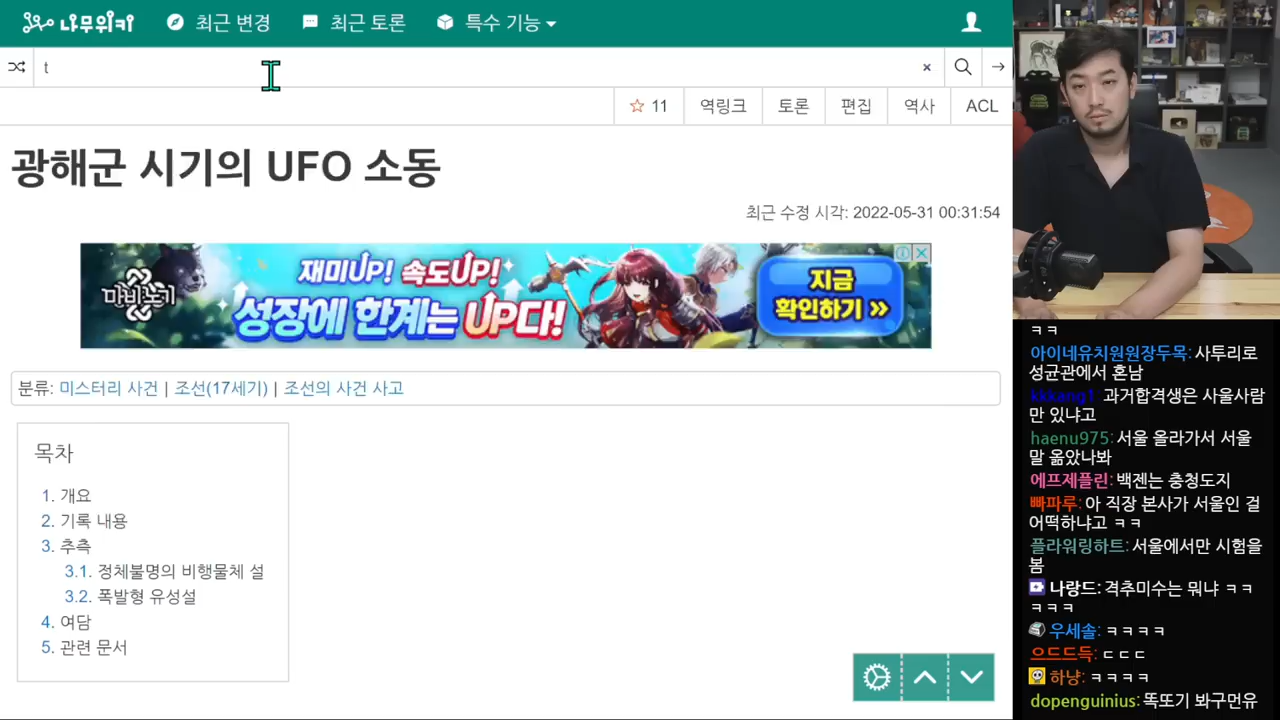 나무위키 최근 변경 최근 토론 특수 기능
t ×
11 역링크 토론 편집 역사 ACL
광해군 시기의 UFO 소동
최근 수정 시각: 2022-05-31 00:31:54
마비노기
재미UP! 속도UP!
성장에 한계는 UP다!
지금
확인하기 »
분류: 미스터리 사건 | 조선(17세기) | 조선의 사건 사고
목차
1. 개요
2. 기록 내용
3. 추측
3.1. 정체불명의 비행물체 설
3.2. 폭발형 유성설
4. 여담
5. 관련 문서
ㅋㅋ
아이네유치원원장두목: 사투리로
성균관에서 혼남
kkkang1: 과거합격생은 사울사람
만 있냐고
haenu975: 서울 올라가서 서울
말 옮았나봐
에프제플린: 백젠는 충청도지
빠파루: 아 직장 본사가 서울인 걸
어떡하냐고 ㅋㅋ
플라워링하트: 서울에서만 시험을
봄
나랑드: 격추미수는 뭐냐 ㅋㅋ
ㅋㅋㅋㅋ
우세솔: ㅋㅋㅋㅋ
으드드득: ㄷㄷㄷ
하냥: ㅋㅋㅋㅋ
dopenguinius: 똑또기 봐구먼유